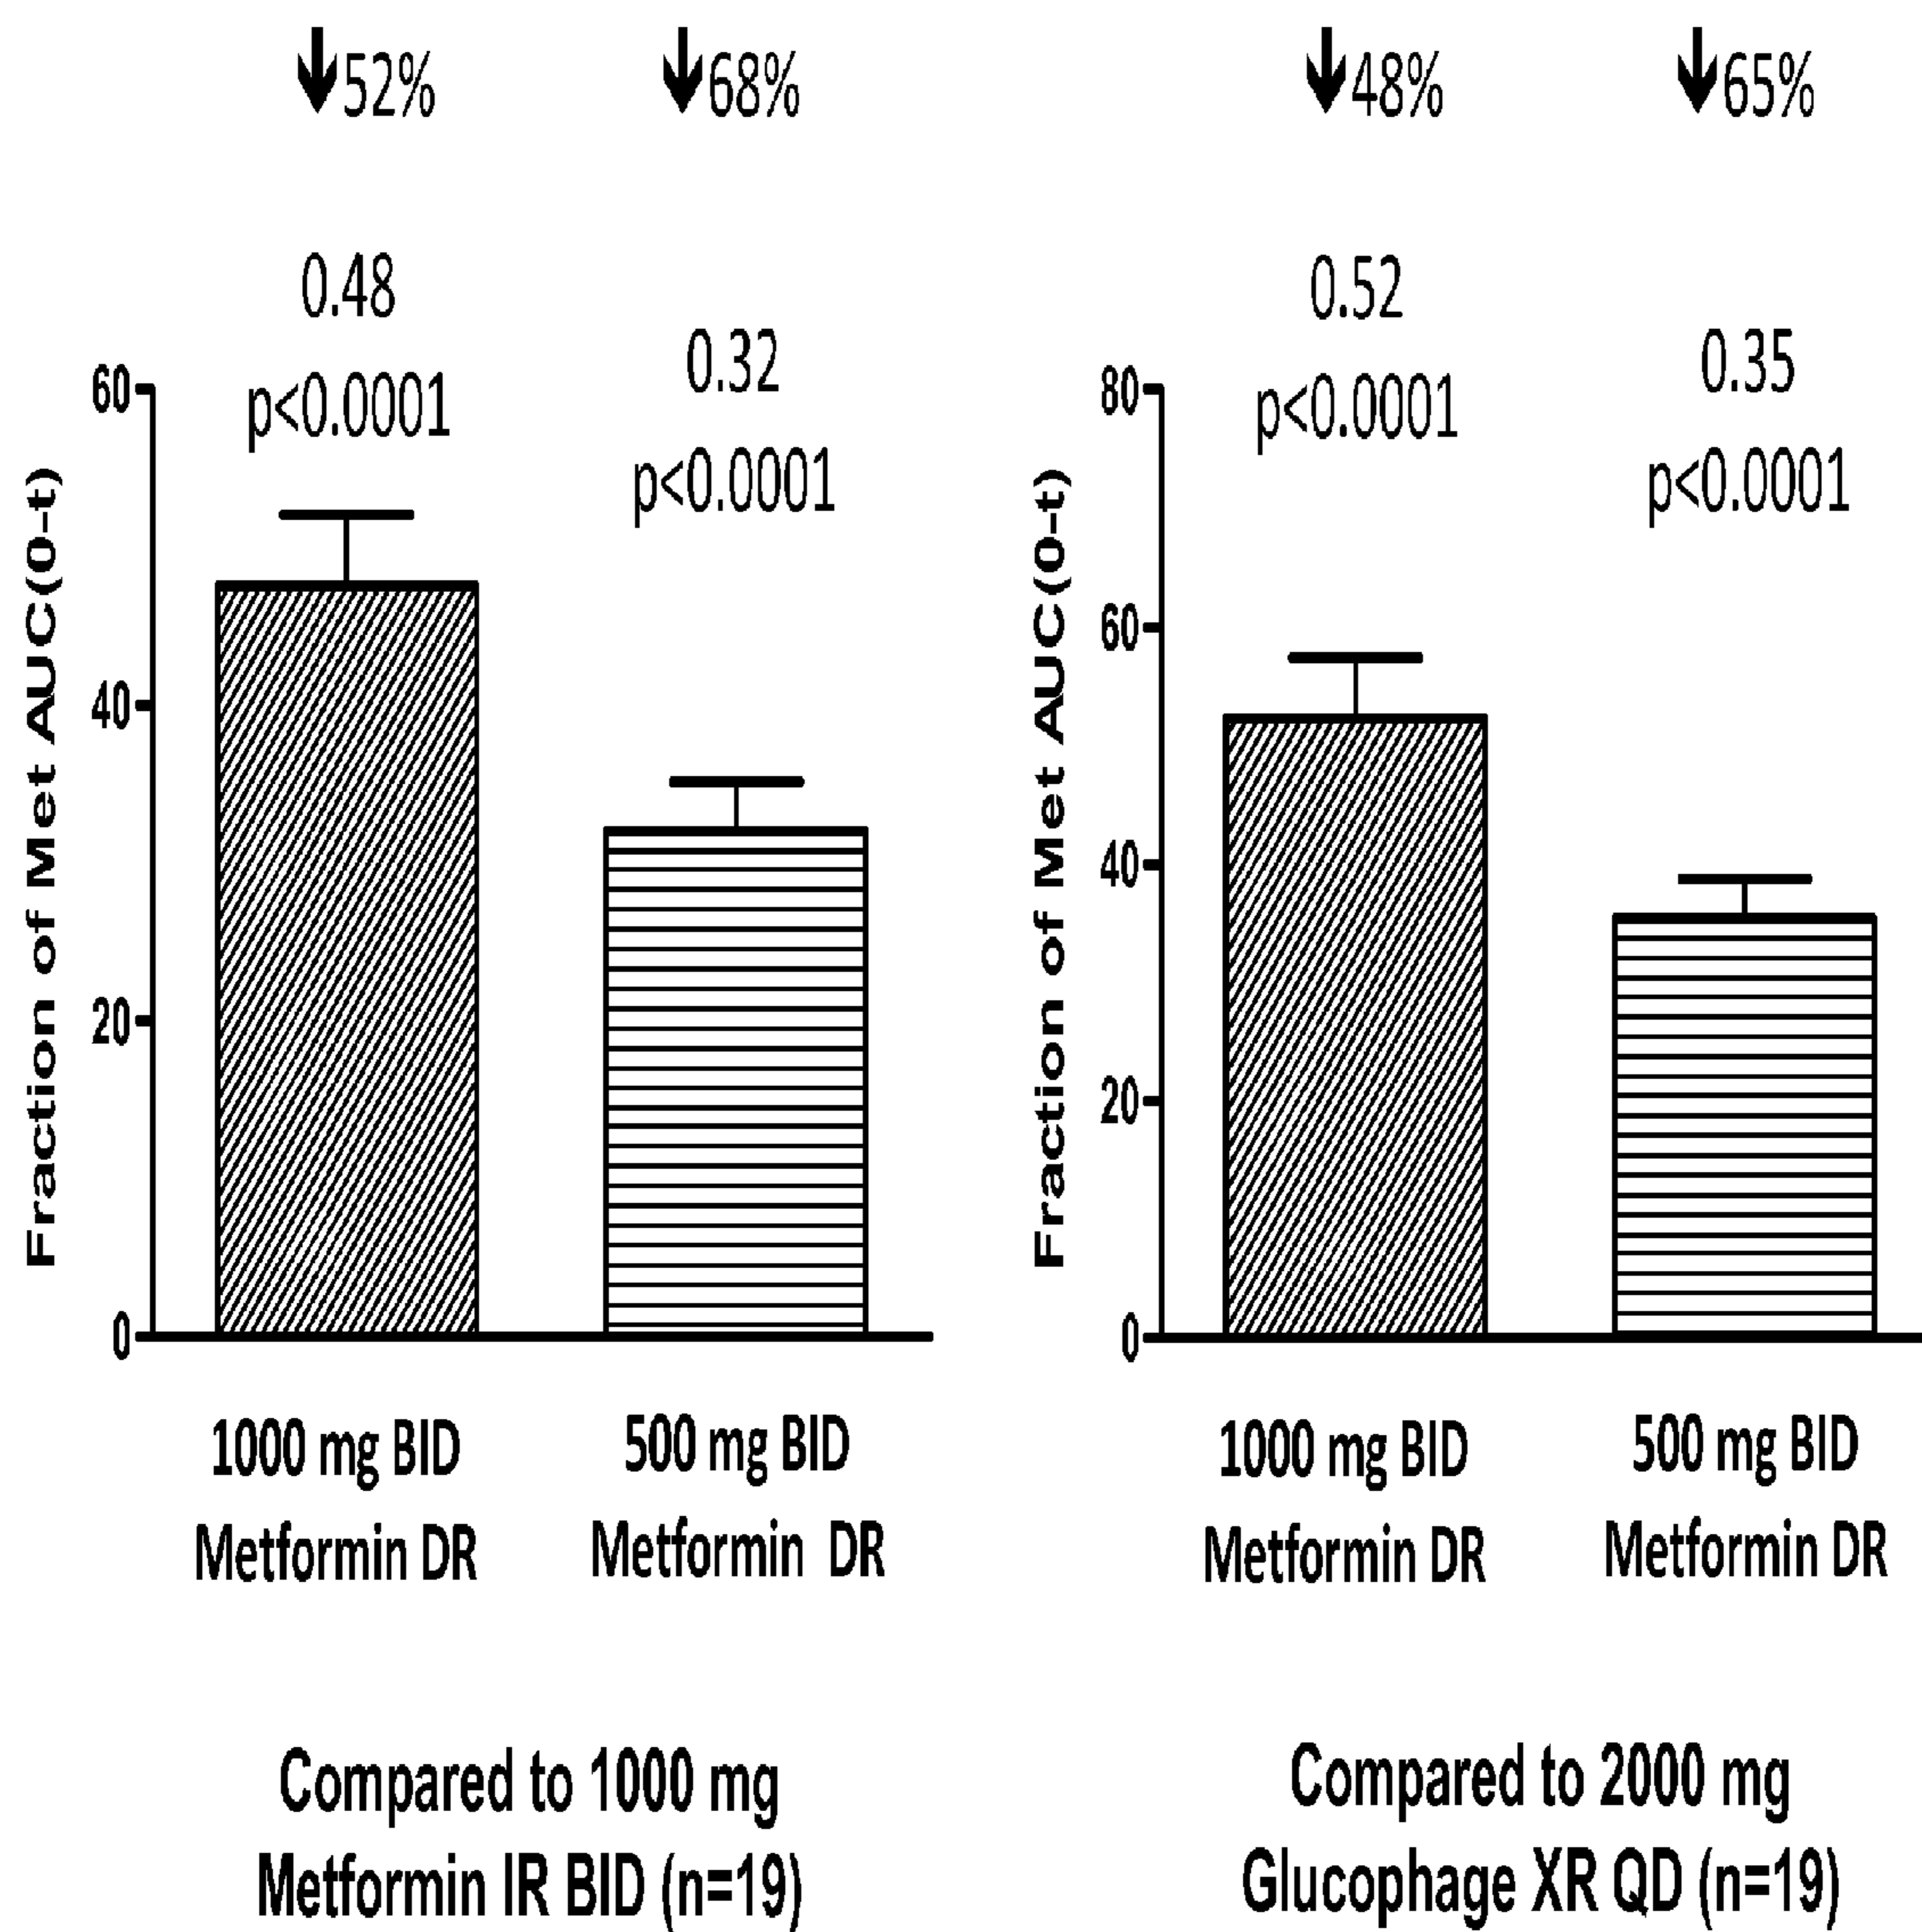 ↓52%
↓68%
0.48
p<0.0001
0.32
p<0.0001
Fraction of Met AUC(0-t)
60
40
20
0
1000 mg BID
Metformin DR
500 mg BID
Metformin DR
Compared to 1000 mg
Metformin IR BID (n=19)
↓48%
↓65%
0.52
p<0.0001
0.35
p<0.0001
Fraction of Met AUC(0-t)
80
60
40
20
0
1000 mg BID
Metformin DR
500 mg BID
Metformin DR
Compared to 2000 mg
Glucophage XR QD (n=19)